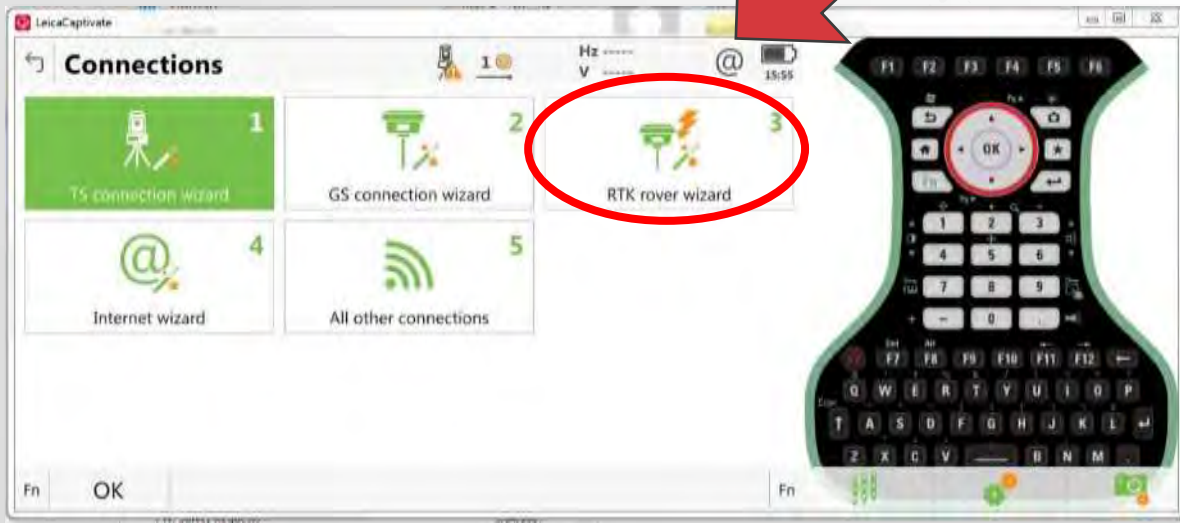 LeicaCaptivate
Connections
1
Hz -----
V -----
@
15:55
1
TS connection wizard
2
GS connection wizard
3
RTK rover wizard
@
4
Internet wizard
5
All other connections
Fn OK Fn
F1 F2 F3 F4 F5 F6
OK
Fn
1 2 3
4 5 6
7 8 9
- 0 .
F7 F8 F9 F10 F11 F12
Q W E R T Y U I O P
A S D F G H J K L
Z X C V B N M .